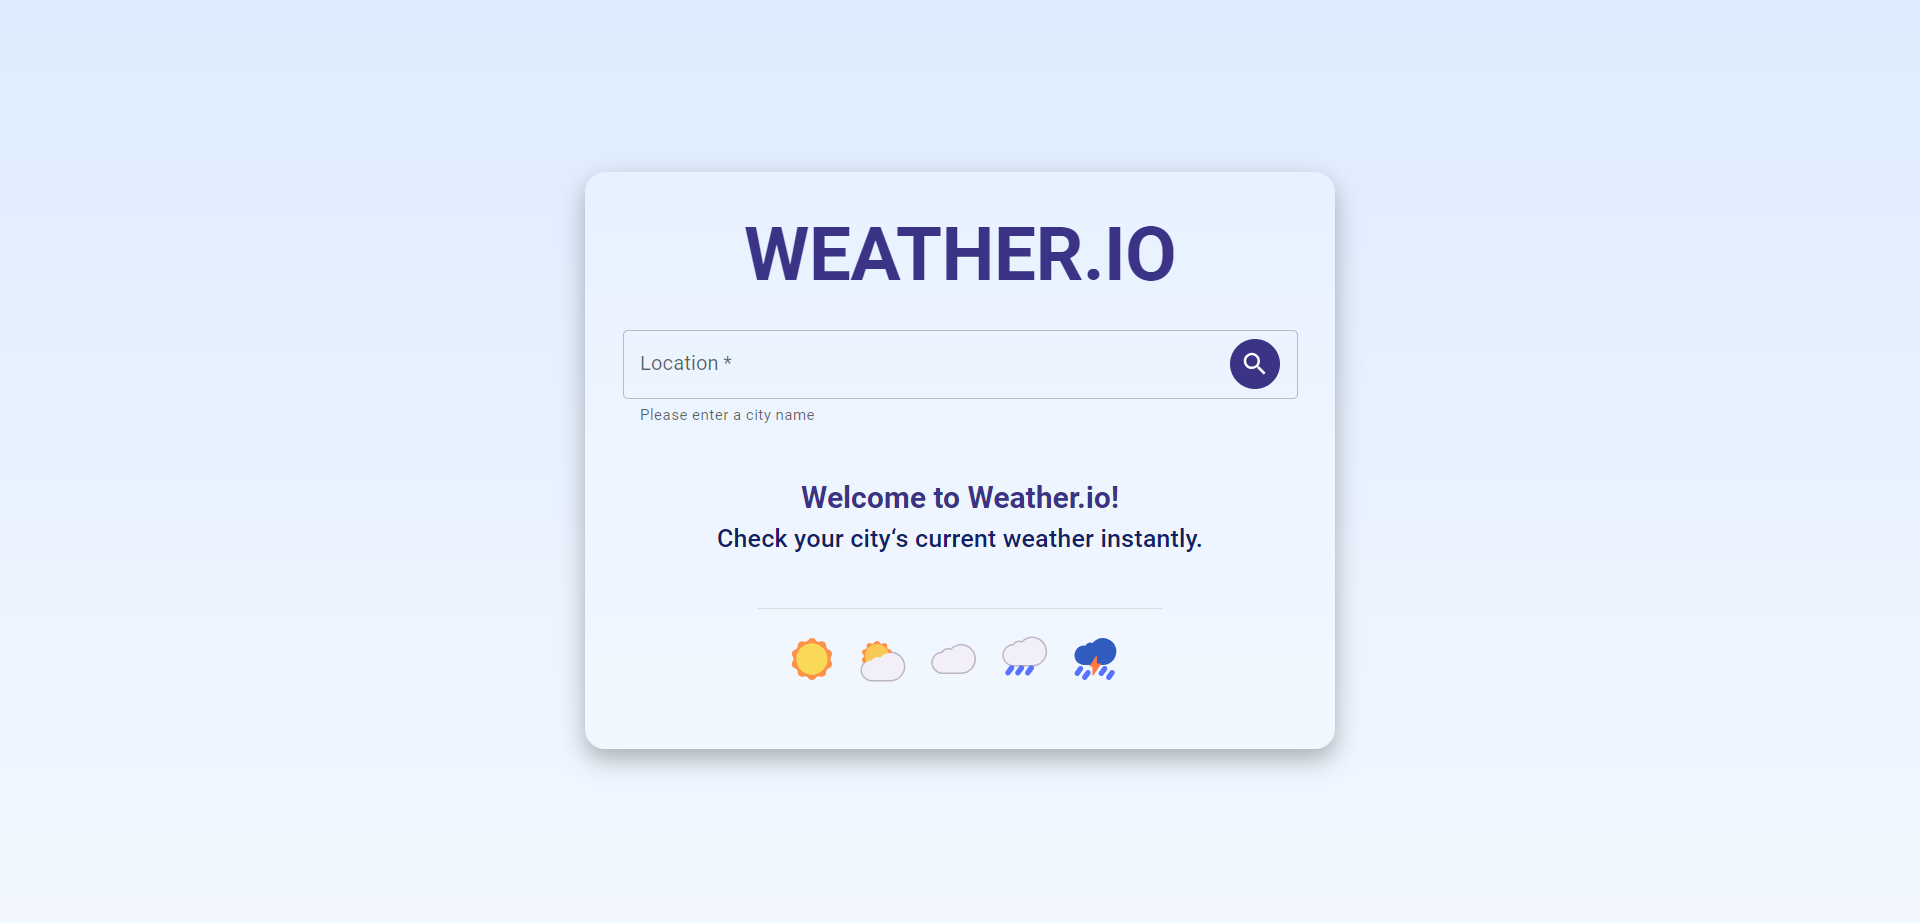 WEATHER.IO
Location *
Please enter a city name
Welcome to Weather.io!
Check your city‘s current weather instantly.